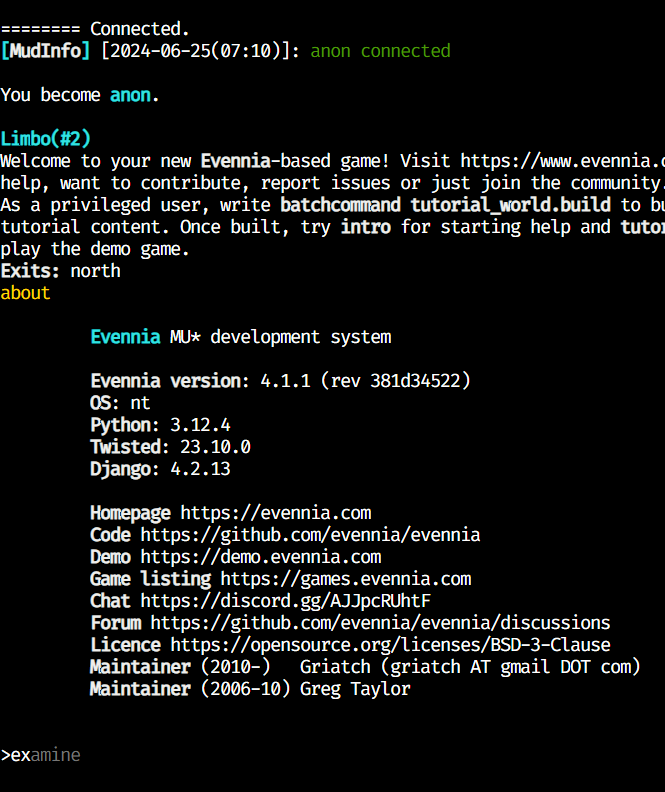 ======== Connected.
[MudInfo] [2024-06-25(07:10)]: anon connected
You become anon.
Limbo(#2)
Welcome to your new Evennia-based game! Visit https://www.evennia.c
help, want to contribute, report issues or just join the community.
As a privileged user, write batchcommand tutorial_world.build to bu
tutorial content. Once built, try intro for starting help and tutor
play the demo game.
Exits: north
about
Evennia MU* development system
Evennia version: 4.1.1 (rev 381d34522)
OS: nt
Python: 3.12.4
Twisted: 23.10.0
Django: 4.2.13
Homepage https://evennia.com
Code https://github.com/evennia/evennia
Demo https://demo.evennia.com
Game listing https://games.evennia.com
Chat https://discord.gg/AJJpcRUhtF
Forum https://github.com/evennia/evennia/discussions
Licence https://opensource.org/licenses/BSD-3-Clause
Maintainer (2010-) Griatch (griatch AT gmail DOT com)
Maintainer (2006-10) Greg Taylor
>examine